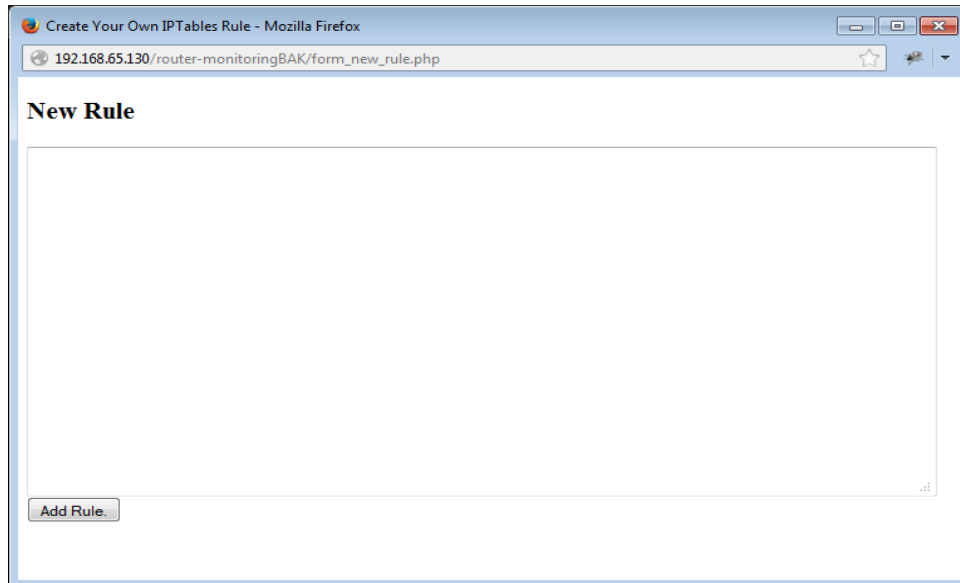 Create Your Own IPTables Rule - Mozilla Firefox
192.168.65.130/router-monitoringBAK/form_new_rule.php
New Rule
Add Rule.